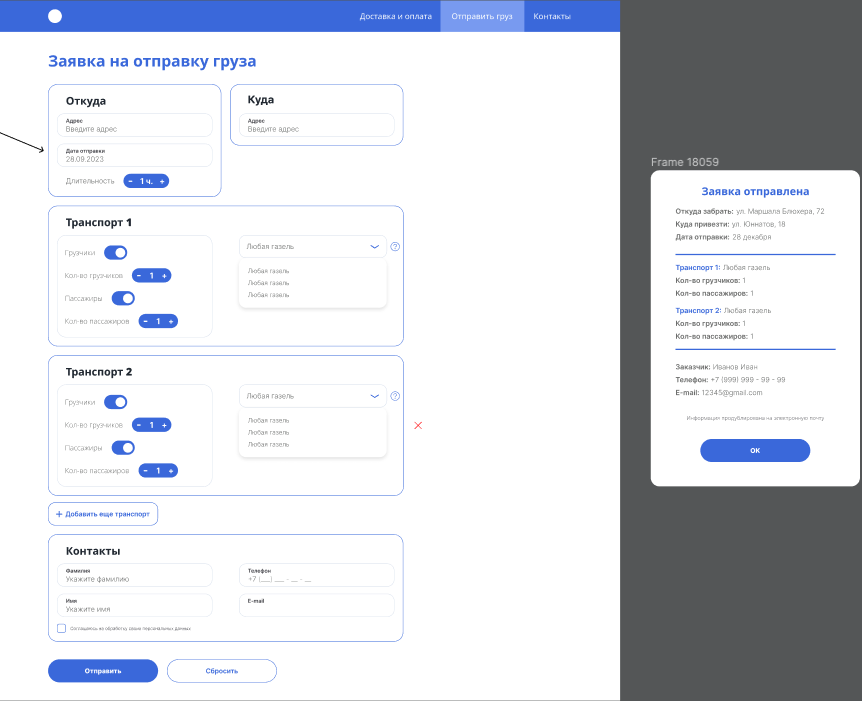 Доставка и оплата
Отправить груз
Контакты
Заявка на отправку груза
Откуда
Адрес
Введите адрес
Дата отправки
28.09.2023
Длительность - 1 ч. +
Куда
Адрес
Введите адрес
Транспорт 1
Грузчики
Кол-во грузчиков - 1 +
Пассажиры
Кол-во пассажиров - 1 +
Любая газель ?
Любая газель
Любая газель
Любая газель
Транспорт 2
Грузчики
Кол-во грузчиков - 1 +
Пассажиры
Кол-во пассажиров - 1 +
Любая газель ?
Любая газель
Любая газель
Любая газель
+ Добавить еще транспорт
Контакты
Фамилия
Укажите фамилию
Телефон
+7 (___) ___ - __ - __
Имя
Укажите имя
E-mail
Соглашаюсь на обработку своих персональных данных
Отправить
Сбросить
Frame 18059
Заявка отправлена
Откуда забрать: ул. Маршала Блюхера, 72
Куда привезти: ул. Юннатов, 18
Дата отправки: 28 декабря
Транспорт 1: Любая газель
Кол-во грузчиков: 1
Кол-во пассажиров: 1
Транспорт 2: Любая газель
Кол-во грузчиков: 1
Кол-во пассажиров: 1
Заказчик: Иванов Иван
Телефон: +7 (999) 999 - 99 - 99
E-mail: 12345@gmail.com
Информация продублирована на электронную почту
ОК